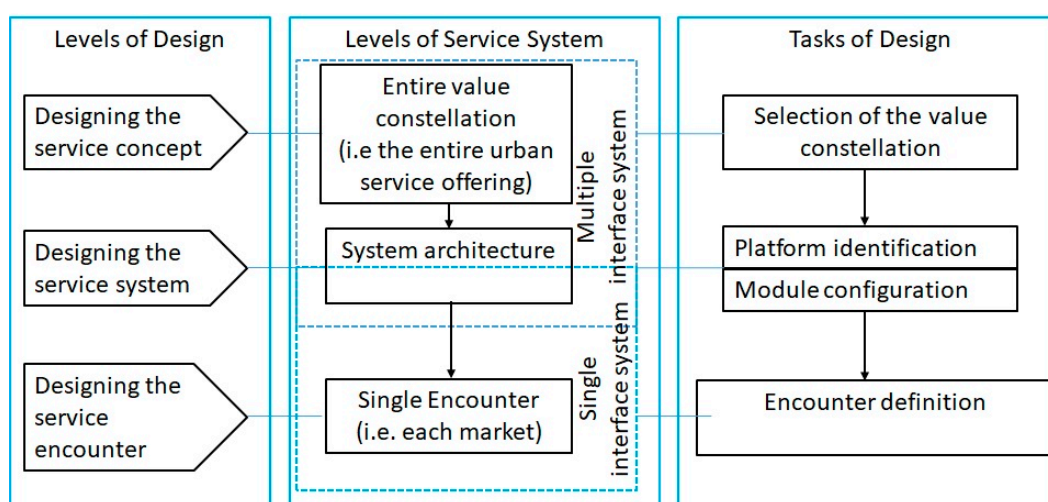 Levels of Design
Designing the
service concept
Designing the
service system
Designing the
service
encounter
Levels of Service System
Entire value
constellation
(i.e the entire urban
service offering)
System architecture
Single Encounter
(i.e. each market)
Multiple
interface system
Single
interface system
Tasks of Design
Selection of the value
constellation
Platform identification
Module configuration
Encounter definition